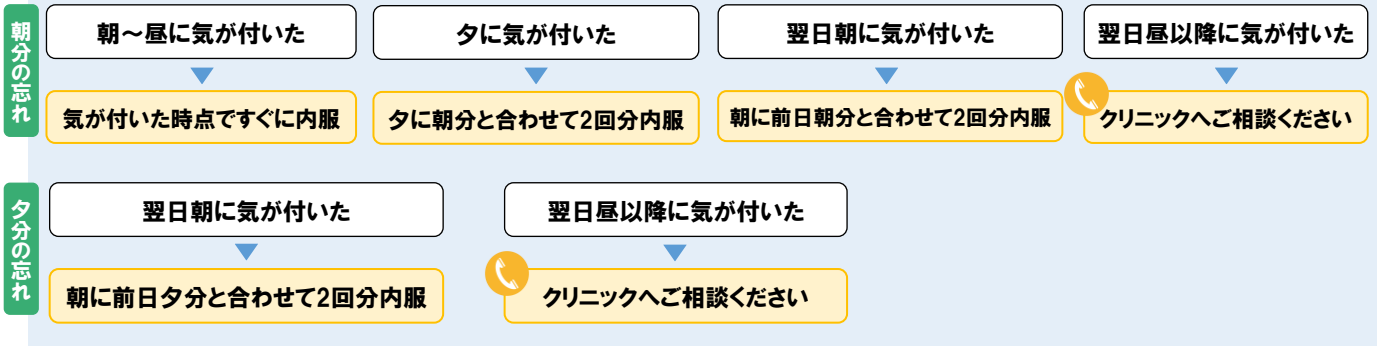 朝分の忘れ
朝～昼に気が付いた
夕に気が付いた
翌日朝に気が付いた
翌日昼以降に気が付いた
気が付いた時点ですぐに内服
夕に朝分と合わせて2回分内服
朝に前日朝分と合わせて2回分内服
クリニックへご相談ください
夕分の忘れ
翌日朝に気が付いた
翌日昼以降に気が付いた
朝に前日夕分と合わせて2回分内服
クリニックへご相談ください